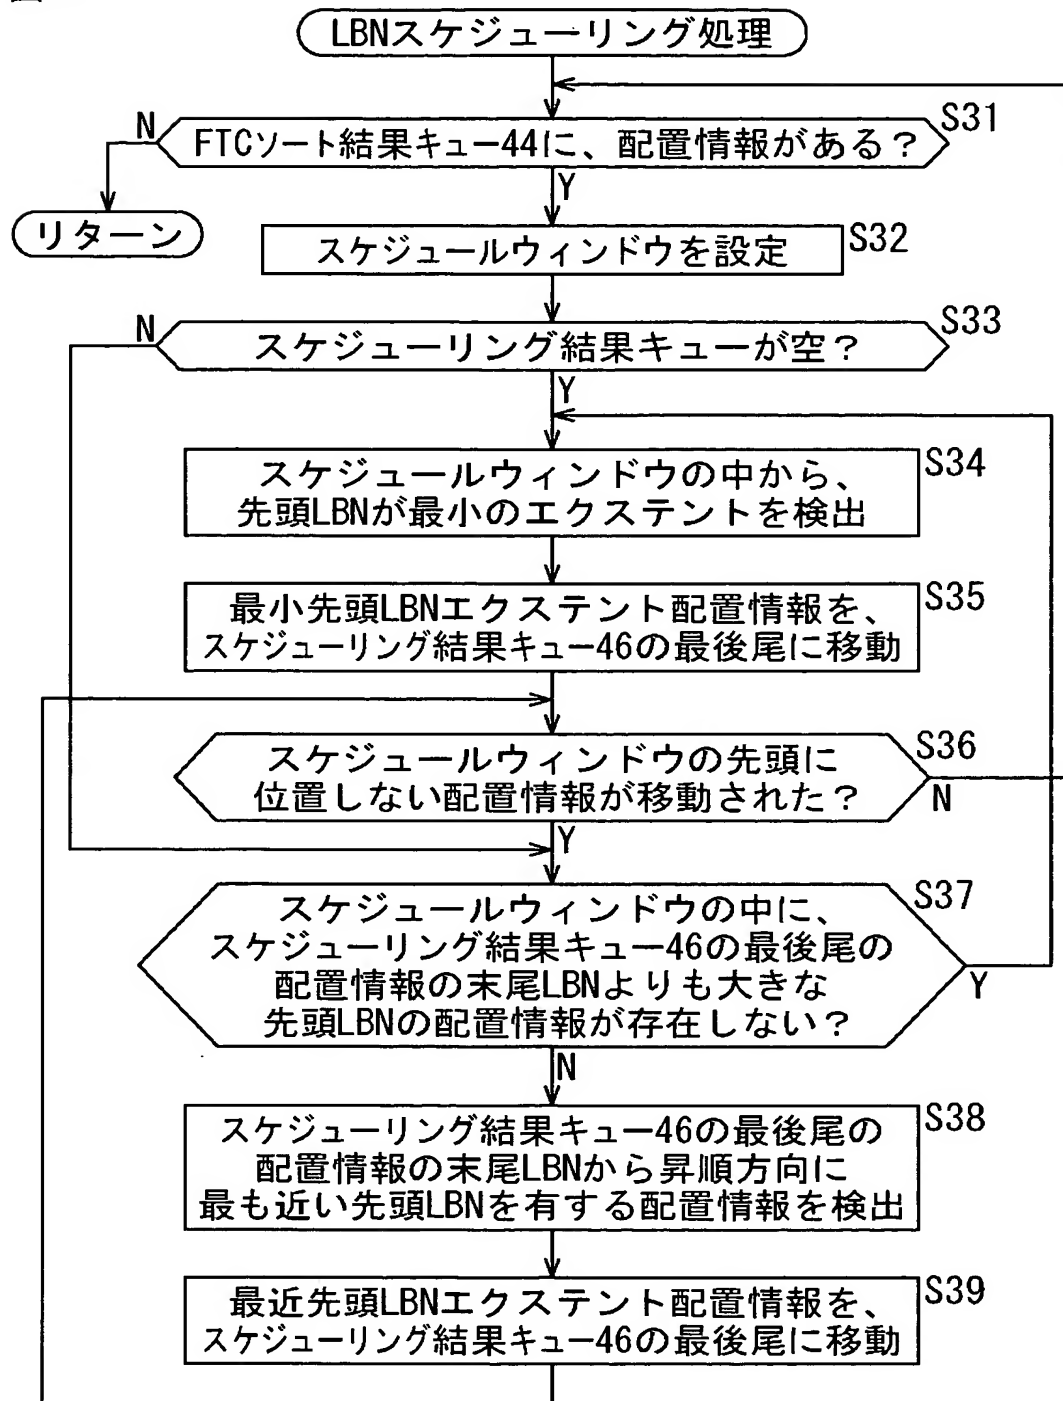 LBNスケジューリング処理
N
S31
FTCソート結果キュー44に、配置情報がある？
Y
リターン
スケジュールウィンドウを設定
S32
N
S33
スケジューリング結果キューが空？
Y
S34
スケジュールウィンドウの中から、
先頭LBNが最小のエクステントを検出
S35
最小先頭LBNエクステント配置情報を、
スケジューリング結果キュー46の最後尾に移動
S36
スケジュールウィンドウの先頭に
位置しない配置情報が移動された？
N
Y
S37
スケジュールウィンドウの中に、
スケジューリング結果キュー46の最後尾の
配置情報の末尾LBNよりも大きな
先頭LBNの配置情報が存在しない？
Y
N
S38
スケジューリング結果キュー46の最後尾の
配置情報の末尾LBNから昇順方向に
最も近い先頭LBNを有する配置情報を検出
S39
最近先頭LBNエクステント配置情報を、
スケジューリング結果キュー46の最後尾に移動